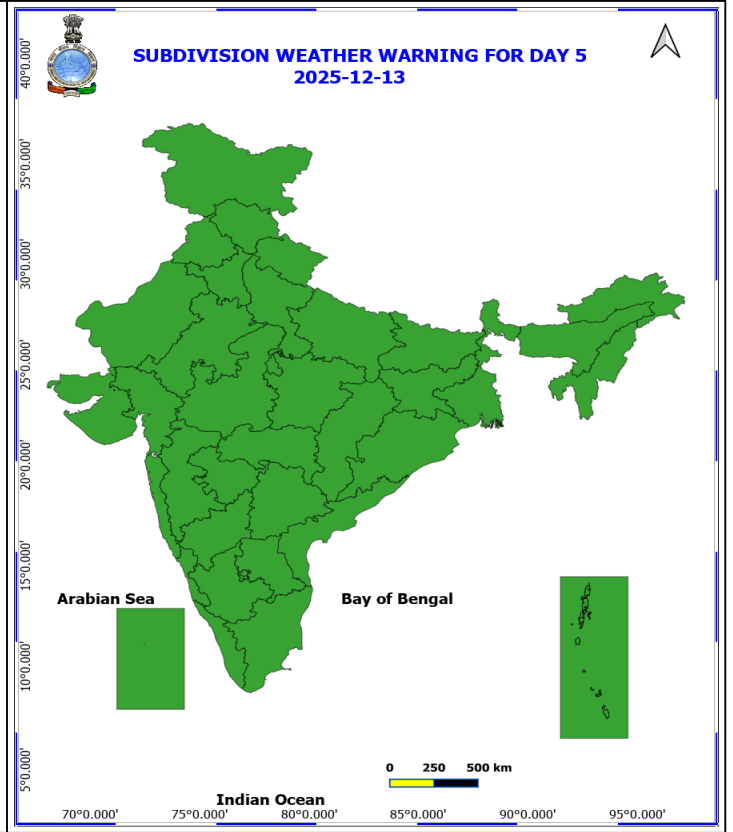 SUBDIVISION WEATHER WARNING FOR DAY 5
2025-12-13
40°0.000'
35°0.000'
30°0.000'
25°0.000'
20°0.000'
15°0.000'
10°0.000'
5°0.000'
Arabian Sea
Bay of Bengal
0 250 500 km
Indian Ocean
70°0.000' 75°0.000' 80°0.000' 85°0.000' 90°0.000' 95°0.000'